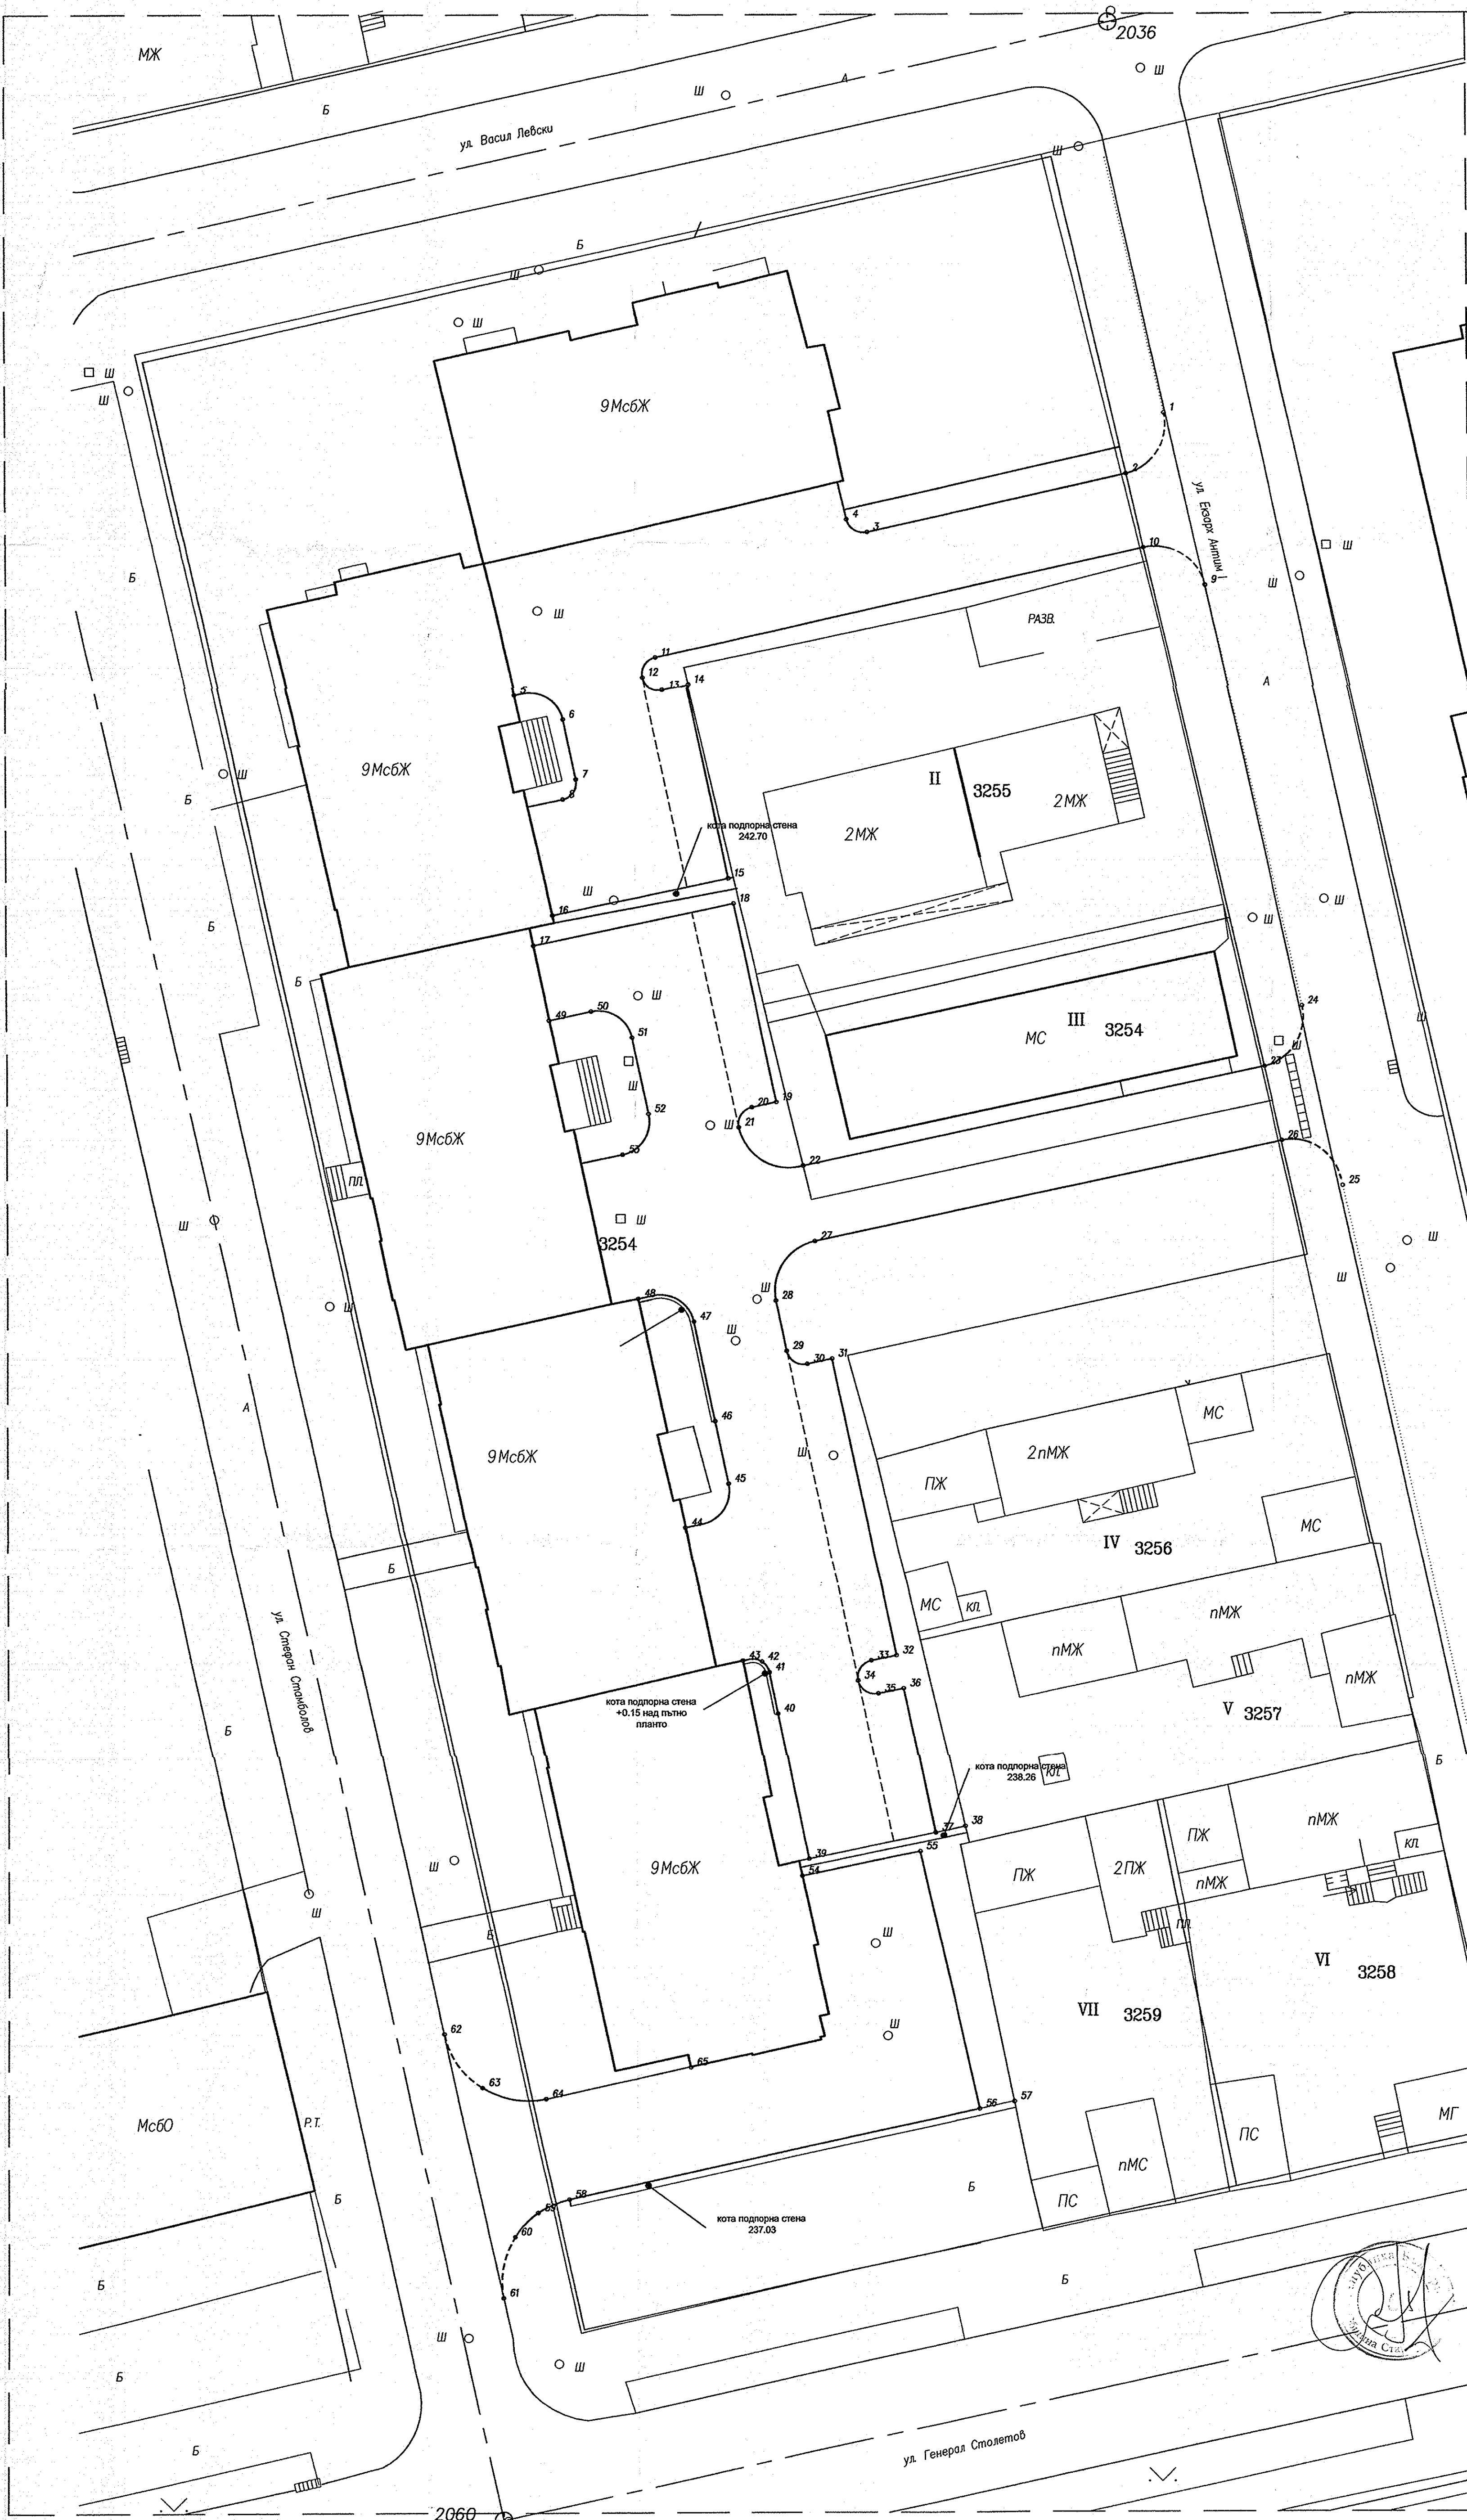 2036
МЖ
Ш
А
Ш
Б
ул. Васил Левски
Ш
Б
Ш
Ш
Ш
Ш
9МсбЖ
1
2
4
3
ул. Екзарх Антим I
10
Ш
9
Ш
Б
Ш
РАЗВ.
11
12
13
14
А
5
6
9МсбЖ
Ш
7
8
II
3255
2МЖ
2МЖ
Б
кота подпорна стена
242.70
15
Ш
16
18
Ш
Ш
Б
17
Б
Ш
50
49
51
24
Ш
III
3254
МС
Ш
23
Ш
52
20
19
21
Ш
9МсбЖ
26
53
22
ПЛ.
25
Ш
Ш
3254
27
Ш
Ш
Ш
48
28
Ш
47
Ш
29
30
31
А
46
МС
Ш
2пМЖ
9МсбЖ
45
ПЖ
44
МС
IV
3256
Б
МС
КЛ.
пМЖ
ул. Стефан Стамболов
43
42
41
32
33
34
пМЖ
35
36
пМЖ
кота подпорна стена
+0.15 над пътно
планто
40
V
3257
Б
Б
кота подпорна стена
238.26
КЛ.
37
38
39
55
ПЖ
пМЖ
КЛ.
Ш
9МсбЖ
54
ПЖ
2ПЖ
пМЖ
Ш
Б
Ш
ПЛ.
VI
3258
VII
3259
62
Ш
65
63
64
56
57
МсбО
Р.Т.
ПС
МГ
пМС
Б
58
59
60
Б
ПС
кота подпорна стена
237.03
61
Б
Б
Ш
Ш
Б
Б
ул. Генерал Столетов
2060